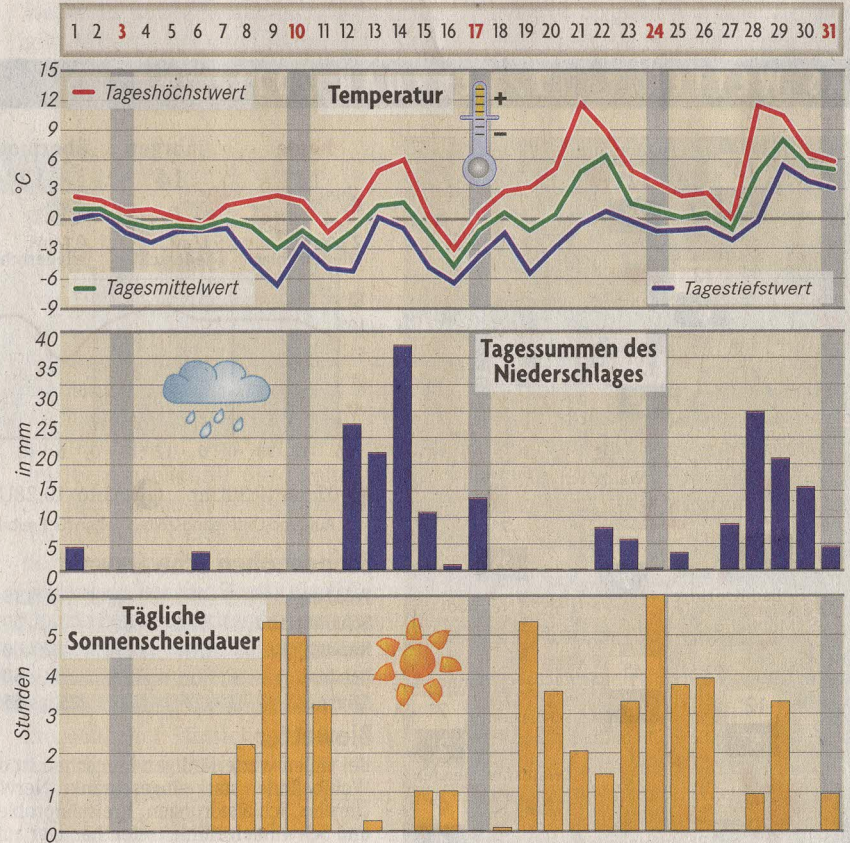 1 2 3 4 5 6 7 8 9 10 11 12 13 14 15 16 17 18 19 20 21 22 23 24 25 26 27 28 29 30 31
15
12
9
6
3
0
-3
-6
-9
°C
Tageshöchstwert
Temperatur
+
−
Tagesmittelwert
Tagestiefstwert
40
35
30
25
20
15
10
5
0
in mm
Tagessummen des
Niederschlages
6
5
4
3
2
1
0
Stunden
Tägliche
Sonnenscheindauer